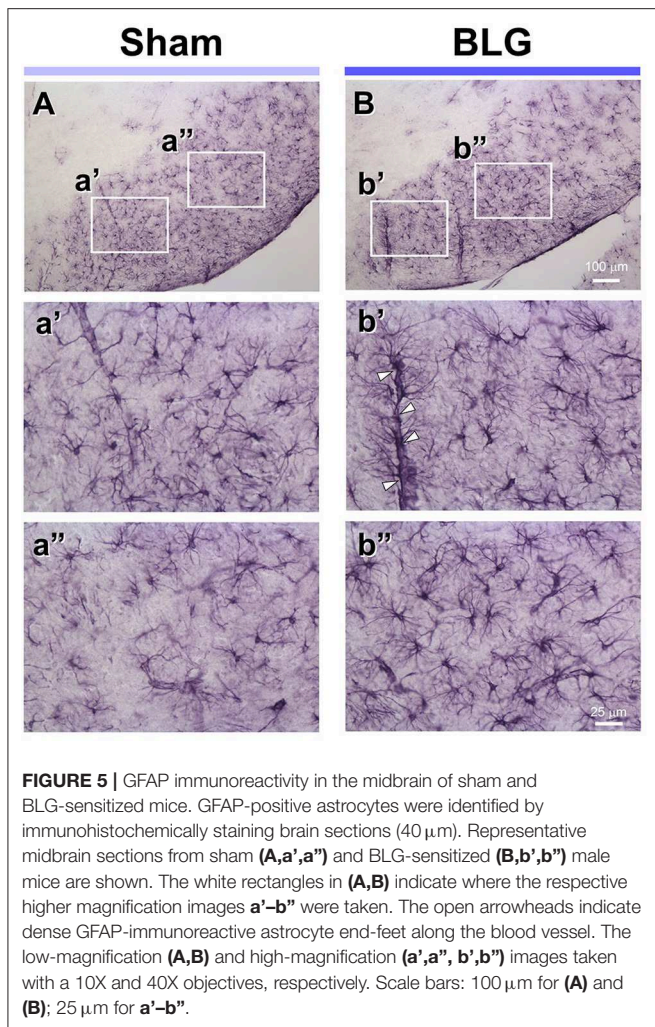 Sham BLG
A B
a” b”
a’ b’
100 μm
a’ b’
a” b”
25 μm
FIGURE 5 | GFAP immunoreactivity in the midbrain of sham and
BLG-sensitized mice. GFAP-positive astrocytes were identified by
immunohistochemically staining brain sections (40 μm). Representative
midbrain sections from sham (A,a’,a”) and BLG-sensitized (B,b’,b”) male
mice are shown. The white rectangles in (A,B) indicate where the respective
higher magnification images a’–b” were taken. The open arrowheads indicate
dense GFAP-immunoreactive astrocyte end-feet along the blood vessel. The
low-magnification (A,B) and high-magnification (a’,a”, b’,b”) images taken
with a 10X and 40X objectives, respectively. Scale bars: 100 μm for (A) and
(B); 25 μm for a’–b”.